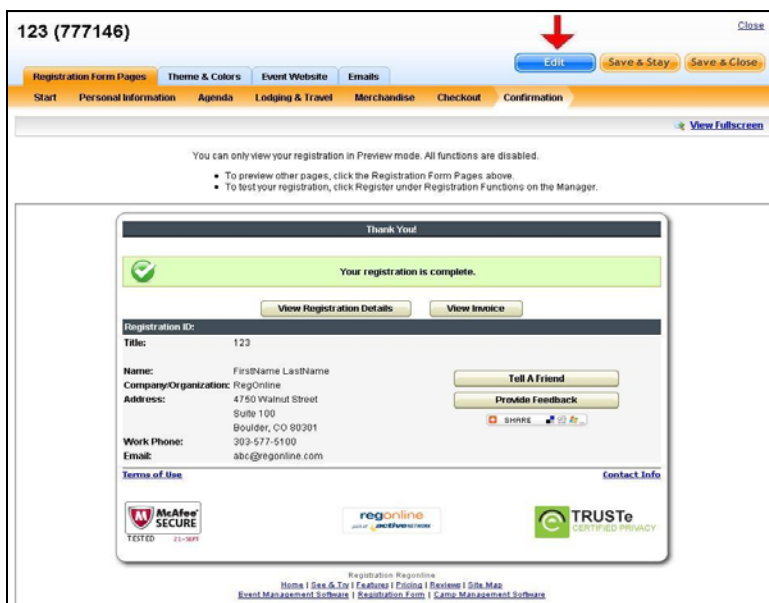 123 (777146)
Close
Edit Save & Stay Save & Close
Registration Form Pages Theme & Colors Event Website Emails
Start Personal Information Agenda Lodging & Travel Merchandise Checkout Confirmation
View Fullscreen
You can only view your registration in Preview mode. All functions are disabled.
• To preview other pages, click the Registration Form Pages above.
• To test your registration, click Register under Registration Functions on the Manager.
Thank You!
Your registration is complete.
View Registration Details View Invoice
Registration ID:
Title: 123
Name: FirstName LastName
Company/Organization: RegOnline
Address: 4750 Walnut Street
Suite 100
Boulder, CO 80301
Work Phone: 303-577-5100
Email: abc@regonline.com
Tell A Friend
Provide Feedback
SHARE
Terms of Use Contact Info
McAfee SECURE
TESTED 21-SEPT
regonline
part of active NETWORK
TRUSTe
CERTIFIED PRIVACY
Registration Regonline
Home | See & Try | Features | Pricing | Reviews | Site Map
Event Management Software | Registration Form | Camp Management Software